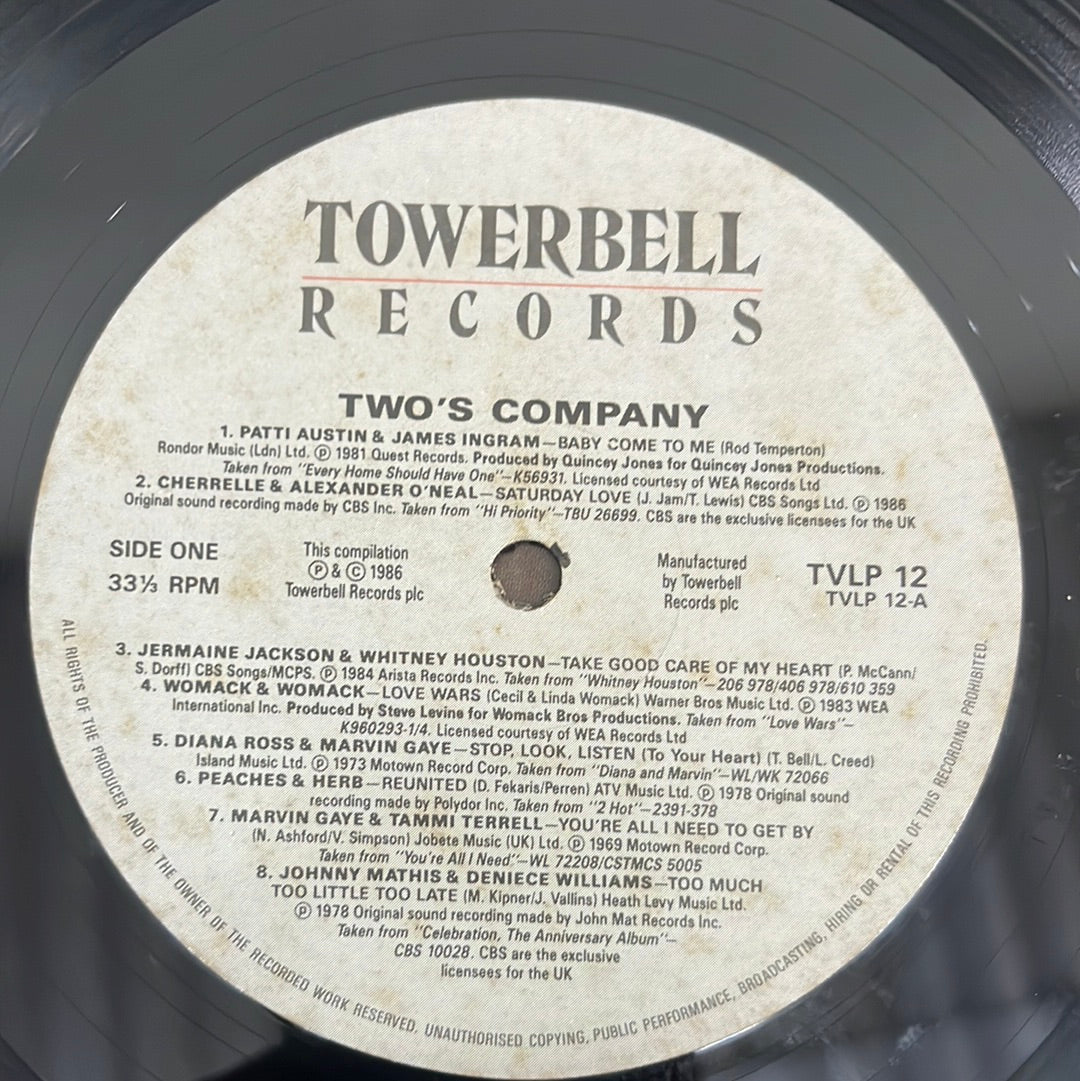 TOWERBELL
RECORDS
TWO'S COMPANY
1. PATTI AUSTIN & JAMES INGRAM—BABY COME TO ME (Rod Temperton)
Rondor Music (Ldn) Ltd. ℗ 1981 Quest Records. Produced by Quincey Jones for Quincey Jones Productions.
Taken from "Every Home Should Have One"–K56931. Licensed courtesy of WEA Records Ltd
2. CHERRELLE & ALEXANDER O'NEAL—SATURDAY LOVE (J. Jam/T. Lewis) CBS Songs Ltd. ℗ 1986
Original sound recording made by CBS Inc. Taken from "Hi Priority"–TBU 26699. CBS are the exclusive licensees for the UK
SIDE ONE
33⅓ RPM
This compilation
℗ & © 1986
Towerbell Records plc
Manufactured
by Towerbell
Records plc
TVLP 12
TVLP 12-A
3. JERMAINE JACKSON & WHITNEY HOUSTON—TAKE GOOD CARE OF MY HEART (P. McCann/
S. Dorff) CBS Songs/MCPS. ℗ 1984 Arista Records Inc. Taken from "Whitney Houston"–206 978/406 978/610 359
4. WOMACK & WOMACK—LOVE WARS (Cecil & Linda Womack) Warner Bros Music Ltd. ℗ 1983 WEA
International Inc. Produced by Steve Levine for Womack Bros Productions. Taken from "Love Wars"–
K960293-1/4. Licensed courtesy of WEA Records Ltd
5. DIANA ROSS & MARVIN GAYE—STOP, LOOK, LISTEN (To Your Heart) (T. Bell/L. Creed)
Island Music Ltd. ℗ 1973 Motown Record Corp. Taken from "Diana and Marvin"–WL/WK 72066
6. PEACHES & HERB—REUNITED (D. Fekaris/Perren) ATV Music Ltd. ℗ 1978 Original sound
recording made by Polydor Inc. Taken from "2 Hot"–2391-378
7. MARVIN GAYE & TAMMI TERRELL—YOU'RE ALL I NEED TO GET BY
(N. Ashford/V. Simpson) Jobete Music (UK) Ltd. ℗ 1969 Motown Record Corp.
Taken from "You're All I Need"–WL 72208/CSTMCS 5005
8. JOHNNY MATHIS & DENIECE WILLIAMS—TOO MUCH
TOO LITTLE TOO LATE (M. Kipner/J. Vallins) Heath Levy Music Ltd.
℗ 1978 Original sound recording made by John Mat Records Inc.
Taken from "Celebration, The Anniversary Album"–
CBS 10028. CBS are the exclusive
licensees for the UK
ALL RIGHTS OF THE PRODUCER AND OF THE OWNER OF THE RECORDED WORK RESERVED. UNAUTHORISED COPYING, PUBLIC PERFORMANCE, BROADCASTING, HIRING OR RENTAL OF THIS RECORDING PROHIBITED.